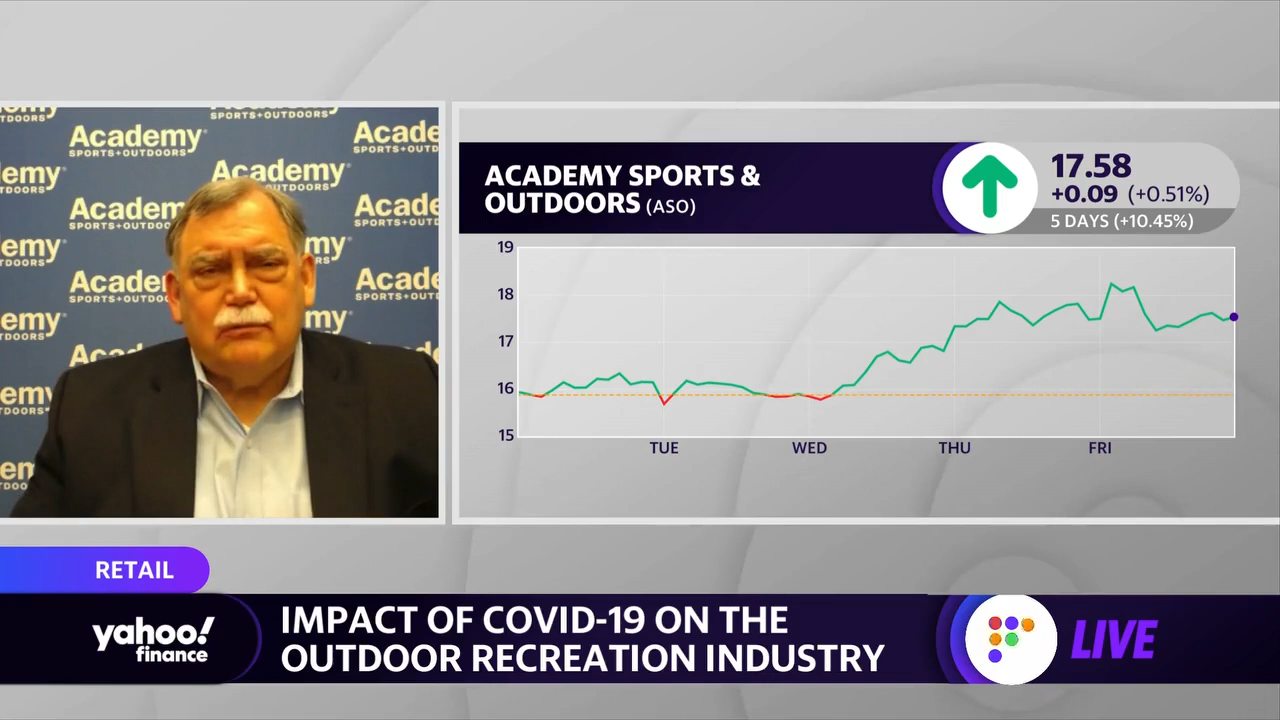 Academy
SPORTS+OUTDOORS
ACADEMY SPORTS &
OUTDOORS (ASO)
17.58
+0.09 (+0.51%)
5 DAYS (+10.45%)
19
18
17
16
15
TUE WED THU FRI
RETAIL
yahoo!
finance
IMPACT OF COVID-19 ON THE
OUTDOOR RECREATION INDUSTRY
LIVE